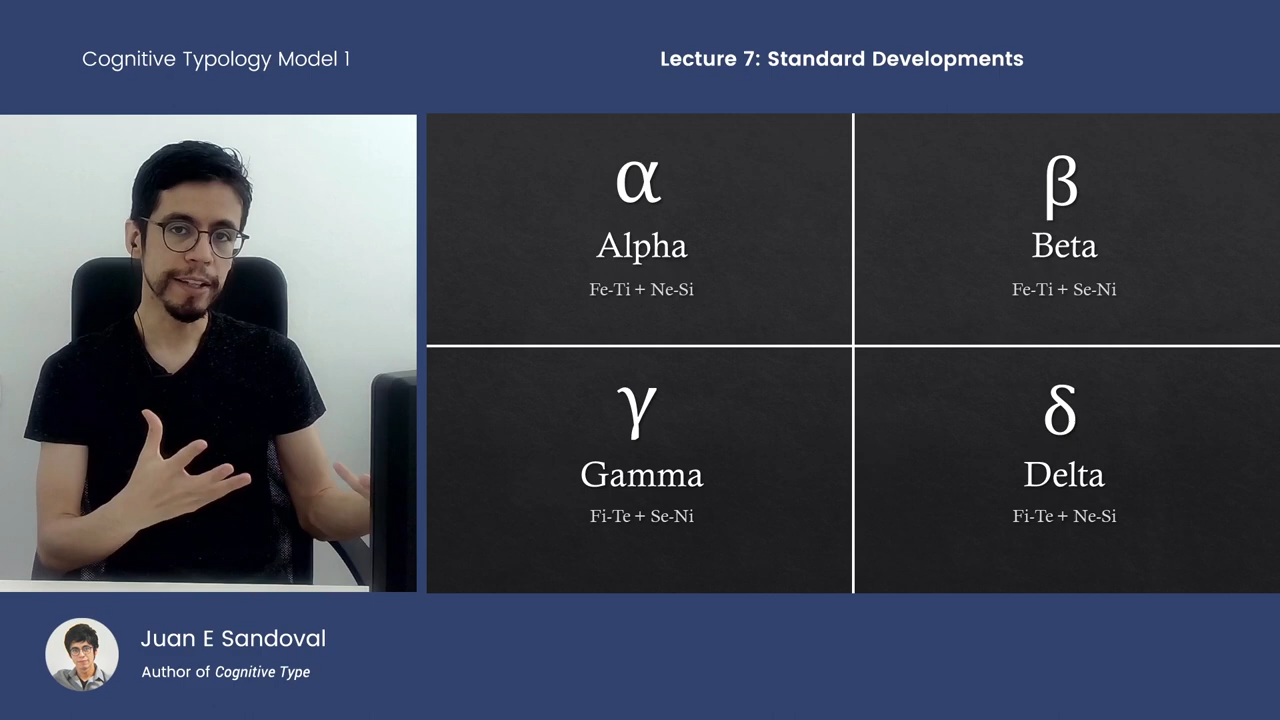 Cognitive Typology Model 1
Lecture 7: Standard Developments
α
Alpha
Fe-Ti + Ne-Si
β
Beta
Fe-Ti + Se-Ni
γ
Gamma
Fi-Te + Se-Ni
δ
Delta
Fi-Te + Ne-Si
Juan E Sandoval
Author of Cognitive Type